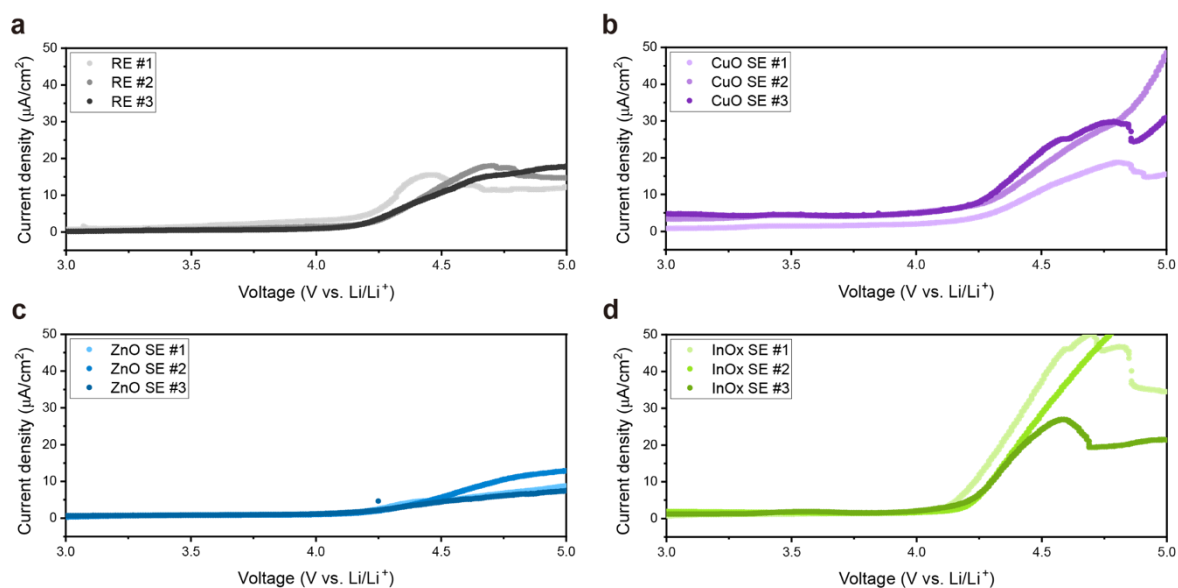 a
50
40
30
20
10
0
Current density (μA/cm²)
RE #1
RE #2
RE #3
3.0 3.5 4.0 4.5 5.0
Voltage (V vs. Li/Li⁺)
b
50
40
30
20
10
0
Current density (μA/cm²)
CuO SE #1
CuO SE #2
CuO SE #3
3.0 3.5 4.0 4.5 5.0
Voltage (V vs. Li/Li⁺)
c
50
40
30
20
10
0
Current density (μA/cm²)
ZnO SE #1
ZnO SE #2
ZnO SE #3
3.0 3.5 4.0 4.5 5.0
Voltage (V vs. Li/Li⁺)
d
50
40
30
20
10
0
Current density (μA/cm²)
InOx SE #1
InOx SE #2
InOx SE #3
3.0 3.5 4.0 4.5 5.0
Voltage (V vs. Li/Li⁺)